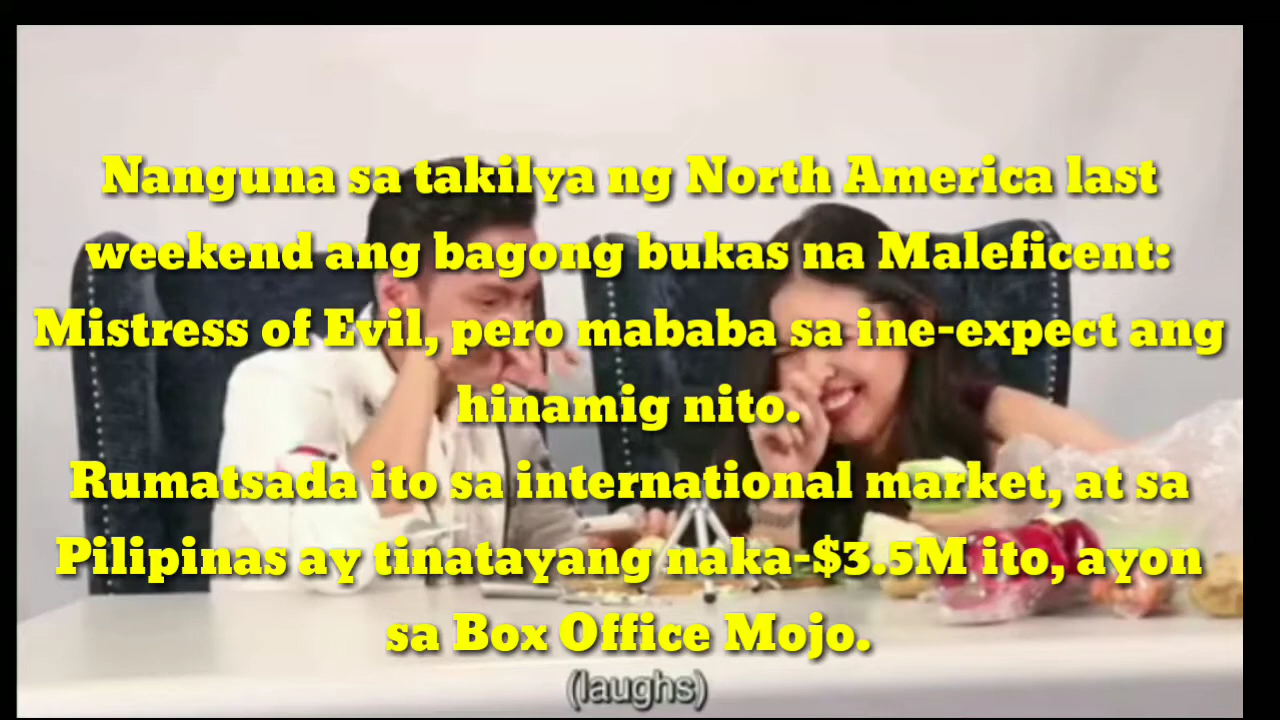 Nanguna sa takilya ng North America last
weekend ang bagong bukas na Maleficent:
Mistress of Evil, pero mababa sa ine-expect ang
hinamig nito.
Rumatsada ito sa international market, at sa
Pilipinas ay tinatayang naka-$3.5M ito, ayon
sa Box Office Mojo.
(laughs)